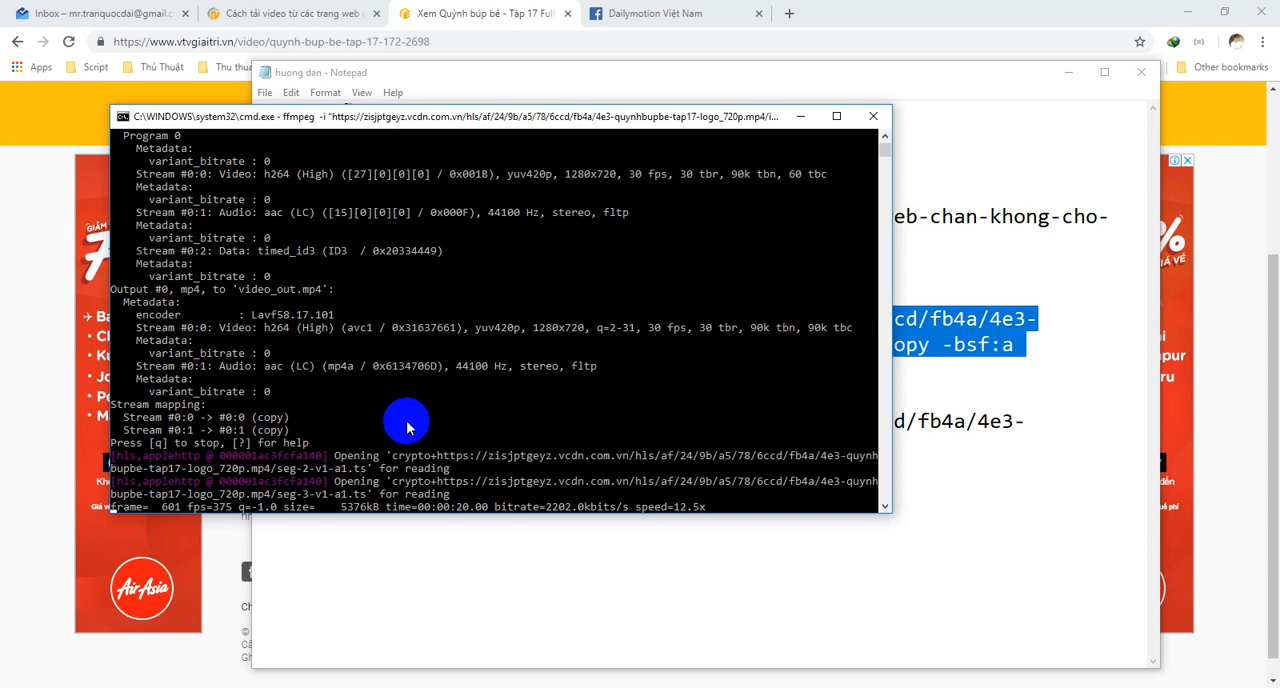 Inbox – mr.tranquocdai@gmail.c
Cách tải video từ các trang web c
Xem Quỳnh búp bê - Tập 17 Full
Dailymotion Việt Nam
https://www.vtvgiaitri.vn/video/quynh-bup-be-tap-17-172-2698
Apps
Script
Thủ Thuật
Thu thuậ
Other bookmarks
huong dan - Notepad
File Edit Format View Help
eb-chan-khong-cho-
cd/fb4a/4e3-
opy -bsf:a
d/fb4a/4e3-
C:\WINDOWS\system32\cmd.exe - ffmpeg -i "https://zisjptgeyz.vcdn.com.vn/hls/af/24/9b/a5/78/6ccd/fb4a/4e3-quynhbupbe-tap17-logo_720p.mp4/i...
Program 0
Metadata:
variant_bitrate : 0
Stream #0:0: Video: h264 (High) ([27][0][0][0] / 0x001B), yuv420p, 1280x720, 30 fps, 30 tbr, 90k tbn, 60 tbc
Metadata:
variant_bitrate : 0
Stream #0:1: Audio: aac (LC) ([15][0][0][0] / 0x000F), 44100 Hz, stereo, fltp
Metadata:
variant_bitrate : 0
Stream #0:2: Data: timed_id3 (ID3 / 0x20334449)
Metadata:
variant_bitrate : 0
Output #0, mp4, to 'video_out.mp4':
Metadata:
encoder : Lavf58.17.101
Stream #0:0: Video: h264 (High) (avc1 / 0x31637661), yuv420p, 1280x720, q=2-31, 30 fps, 30 tbr, 90k tbn, 90k tbc
Metadata:
variant_bitrate : 0
Stream #0:1: Audio: aac (LC) (mp4a / 0x6134706D), 44100 Hz, stereo, fltp
Metadata:
variant_bitrate : 0
Stream mapping:
Stream #0:0 -> #0:0 (copy)
Stream #0:1 -> #0:1 (copy)
Press [q] to stop, [?] for help
[hls,applehttp @ 000001ac3fcfa140] Opening 'crypto+https://zisjptgeyz.vcdn.com.vn/hls/af/24/9b/a5/78/6ccd/fb4a/4e3-quynh
bupbe-tap17-logo_720p.mp4/seg-2-v1-a1.ts' for reading
[hls,applehttp @ 000001ac3fcfa140] Opening 'crypto+https://zisjptgeyz.vcdn.com.vn/hls/af/24/9b/a5/78/6ccd/fb4a/4e3-quynh
bupbe-tap17-logo_720p.mp4/seg-3-v1-a1.ts' for reading
frame= 601 fps=375 q=-1.0 size= 5376kB time=00:00:20.00 bitrate=2202.0kbits/s speed=12.5x
GIẢM
AirAsia
%
GIÁ VÉ